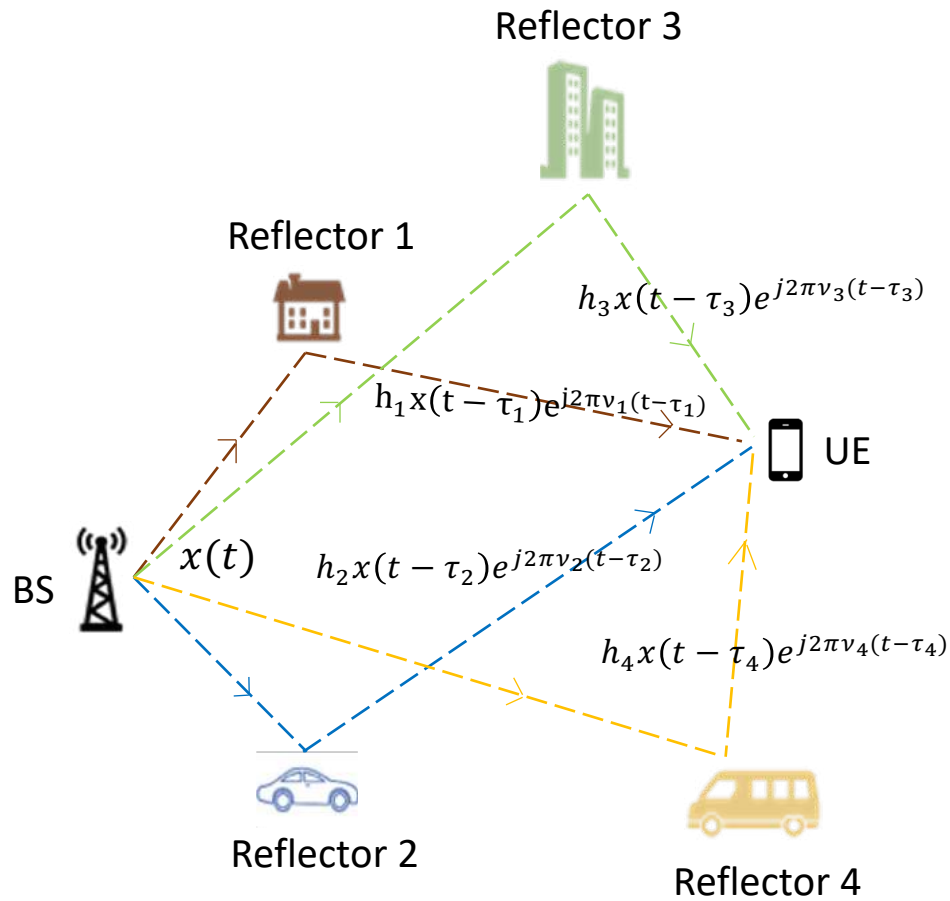 Reflector 3
Reflector 1
h₃x(t − τ₃)e^{j2πν₃(t−τ₃)}
h₁x(t − τ₁)e^{j2πν₁(t−τ₁)}
UE
x(t)
BS
h₂x(t − τ₂)e^{j2πν₂(t−τ₂)}
h₄x(t − τ₄)e^{j2πν₄(t−τ₄)}
Reflector 2
Reflector 4